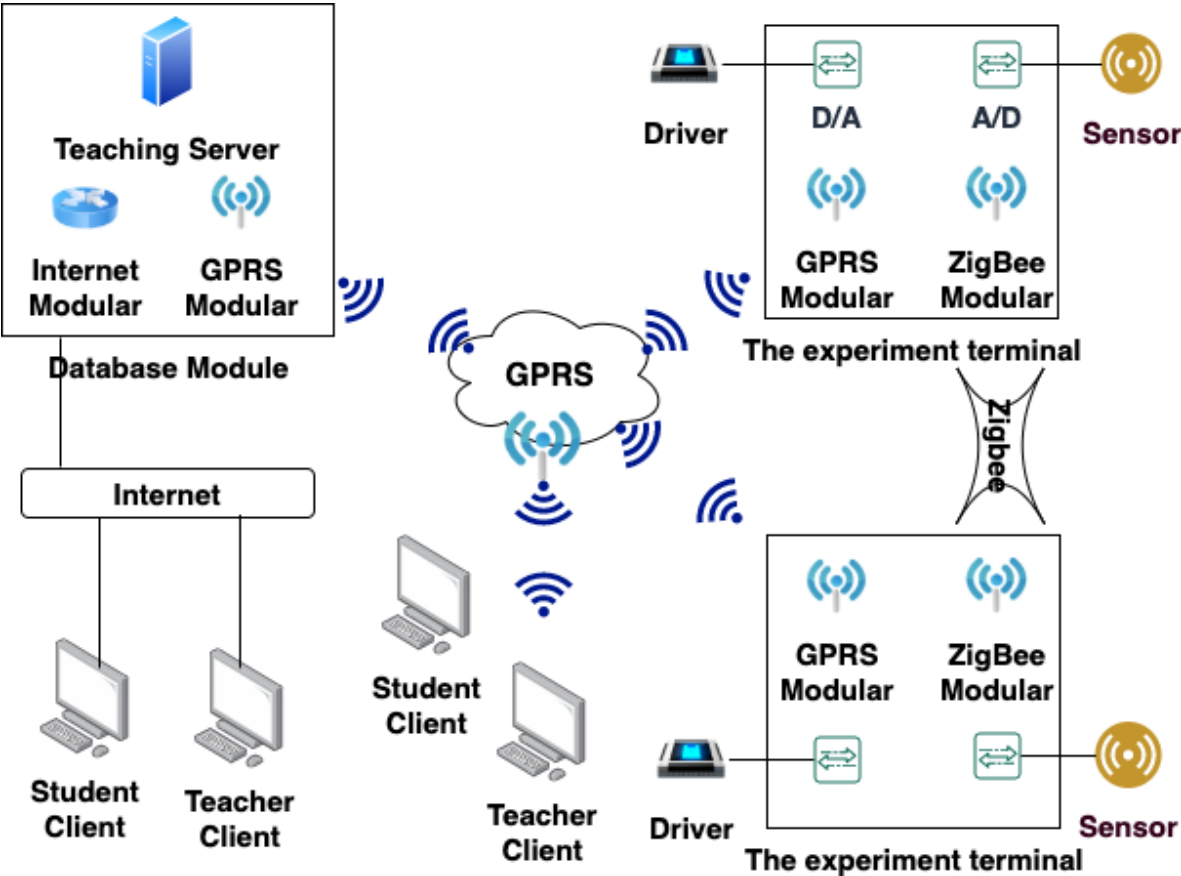 Teaching Server
Internet
Modular
GPRS
Modular
Database Module
Internet
Student
Client
Teacher
Client
GPRS
Student
Client
Teacher
Client
Driver
D/A
A/D
Sensor
GPRS
Modular
ZigBee
Modular
The experiment terminal
Zigbee
GPRS
Modular
ZigBee
Modular
Driver
Sensor
The experiment terminal